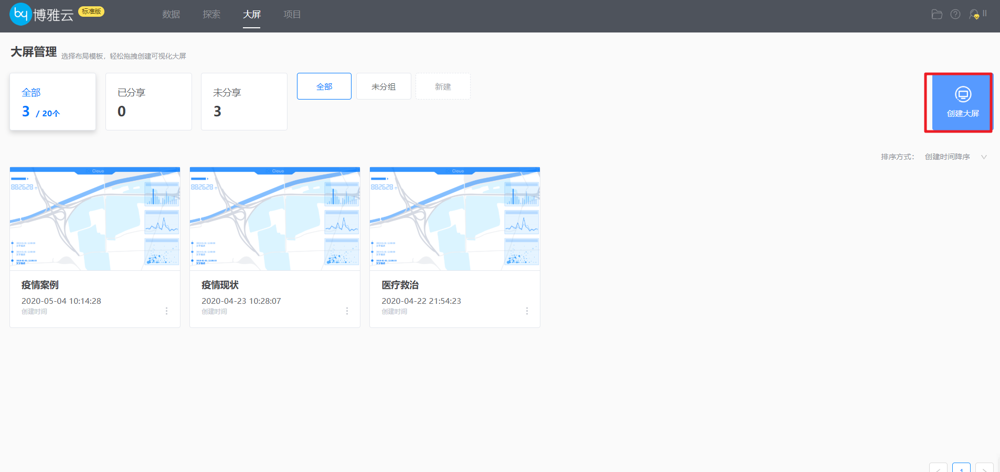 by 博雅云 标准版 数据 探索 大屏 项目
大屏管理 选择布局模板，轻松拖拽创建可视化大屏
全部
3 / 20个
已分享
0
未分享
3
全部 未分组 新建
创建大屏
排序方式： 创建时间降序
Cloud
882628
Cloud
882628
Cloud
882628
疫情案例
2020-05-04 10:14:28
创建时间
疫情现状
2020-04-23 10:28:07
创建时间
医疗救治
2020-04-22 21:54:23
创建时间
1